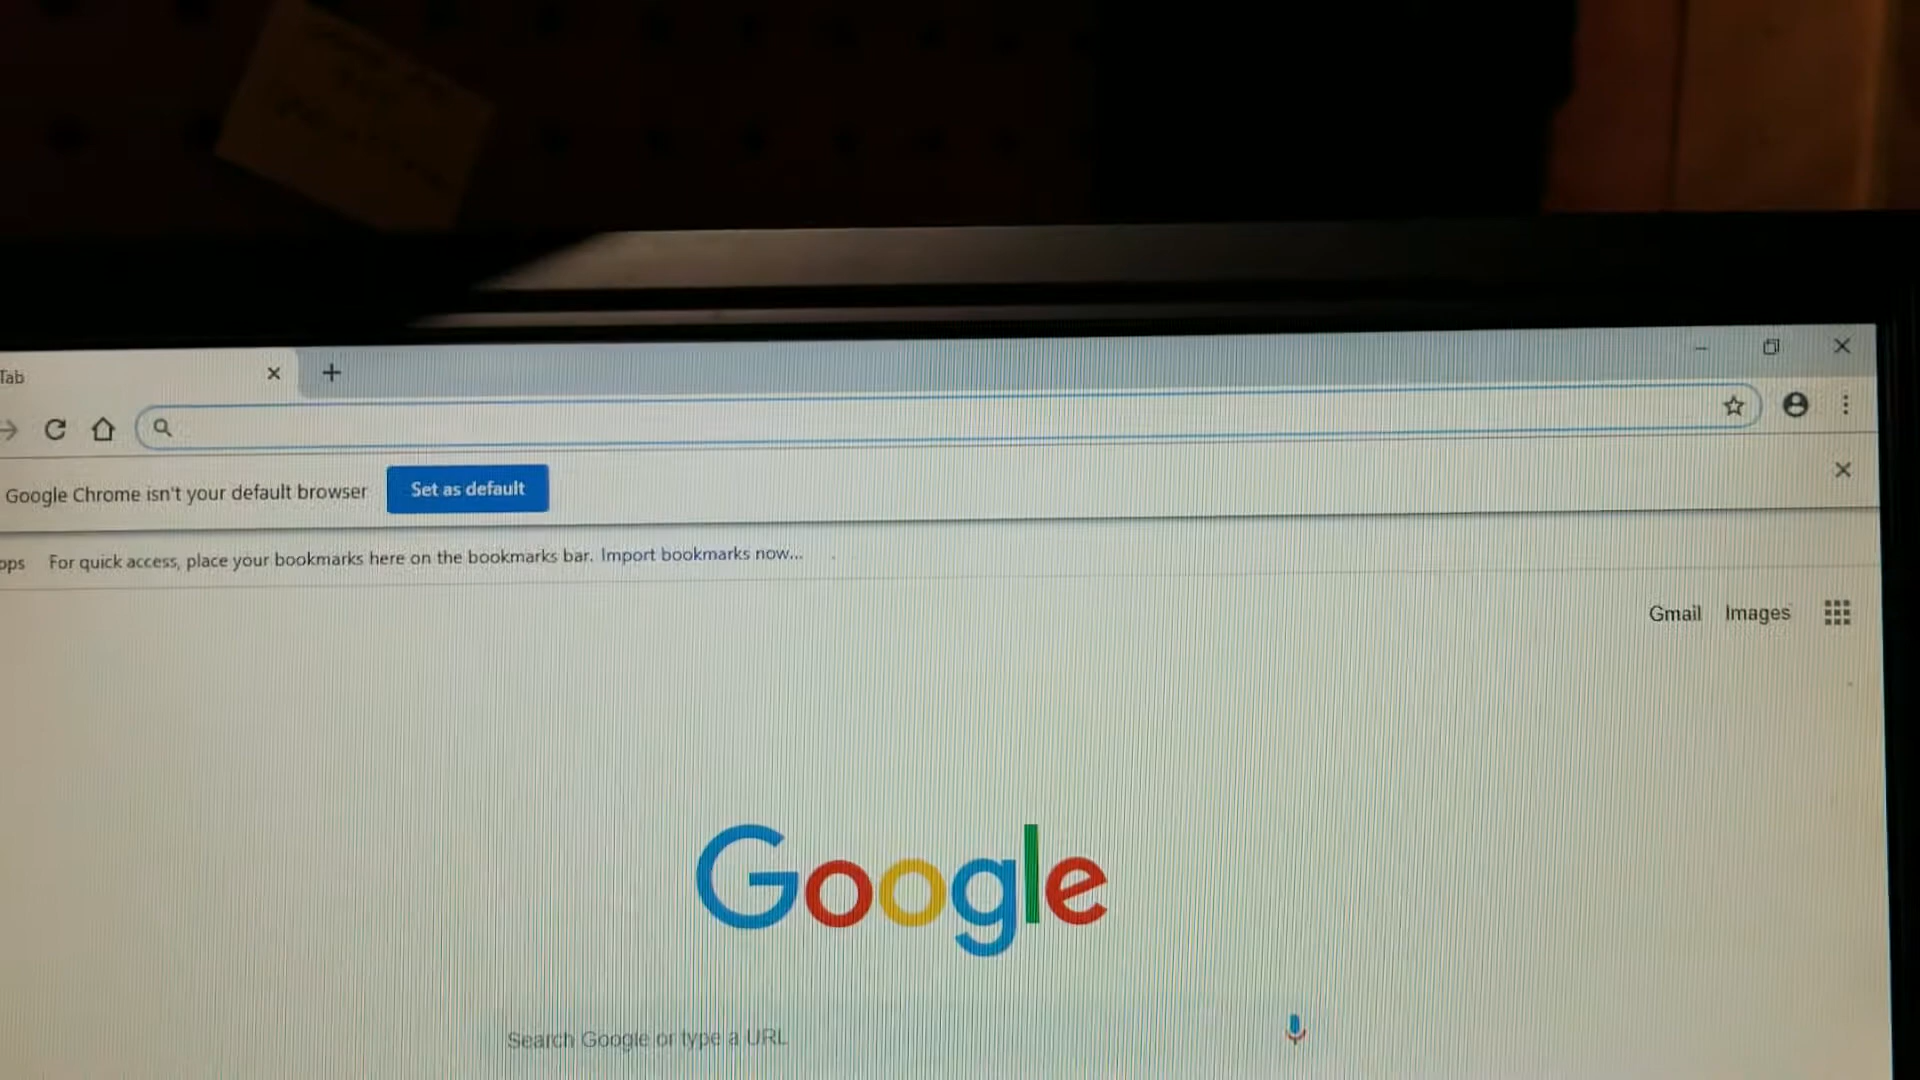 Tab
Google Chrome isn't your default browser Set as default
For quick access, place your bookmarks here on the bookmarks bar. Import bookmarks now...
Gmail Images
Google
Search Google or type a URL